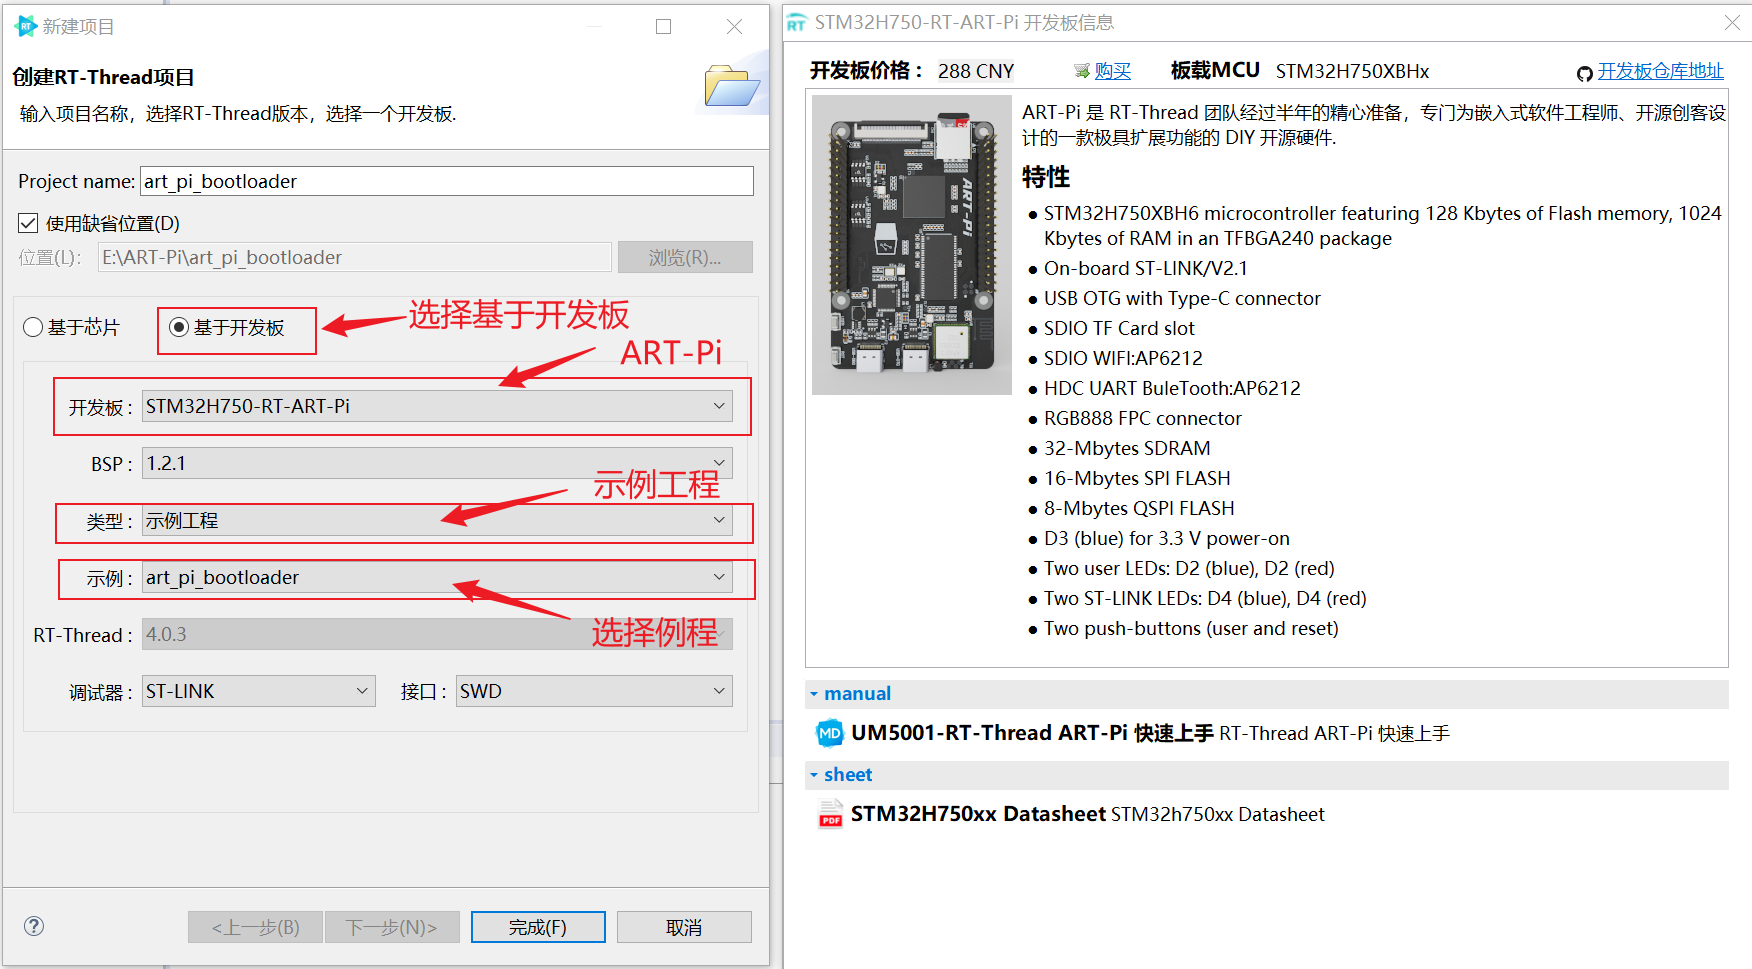 新建项目
创建RT-Thread项目
输入项目名称，选择RT-Thread版本，选择一个开发板.
Project name: art_pi_bootloader
使用缺省位置(D)
位置(L): E:\ART-Pi\art_pi_bootloader 浏览(R)...
基于芯片 基于开发板 选择基于开发板
ART-Pi
开发板 : STM32H750-RT-ART-Pi
BSP : 1.2.1
示例工程
类型 : 示例工程
示例 : art_pi_bootloader
选择例程
RT-Thread : 4.0.3
调试器 : ST-LINK 接口 : SWD
<上一步(B) 下一步(N)> 完成(F) 取消
RT STM32H750-RT-ART-Pi 开发板信息
开发板价格： 288 CNY 购买 板载MCU STM32H750XBHx 开发板仓库地址
ART-Pi
ART-Pi 是 RT-Thread 团队经过半年的精心准备，专门为嵌入式软件工程师、开源创客设
计的一款极具扩展功能的 DIY 开源硬件.
特性
● STM32H750XBH6 microcontroller featuring 128 Kbytes of Flash memory, 1024
Kbytes of RAM in an TFBGA240 package
● On-board ST-LINK/V2.1
● USB OTG with Type-C connector
● SDIO TF Card slot
● SDIO WIFI:AP6212
● HDC UART BuleTooth:AP6212
● RGB888 FPC connector
● 32-Mbytes SDRAM
● 16-Mbytes SPI FLASH
● 8-Mbytes QSPI FLASH
● D3 (blue) for 3.3 V power-on
● Two user LEDs: D2 (blue), D2 (red)
● Two ST-LINK LEDs: D4 (blue), D4 (red)
● Two push-buttons (user and reset)
manual
MD UM5001-RT-Thread ART-Pi 快速上手 RT-Thread ART-Pi 快速上手
sheet
PDF STM32H750xx Datasheet STM32h750xx Datasheet